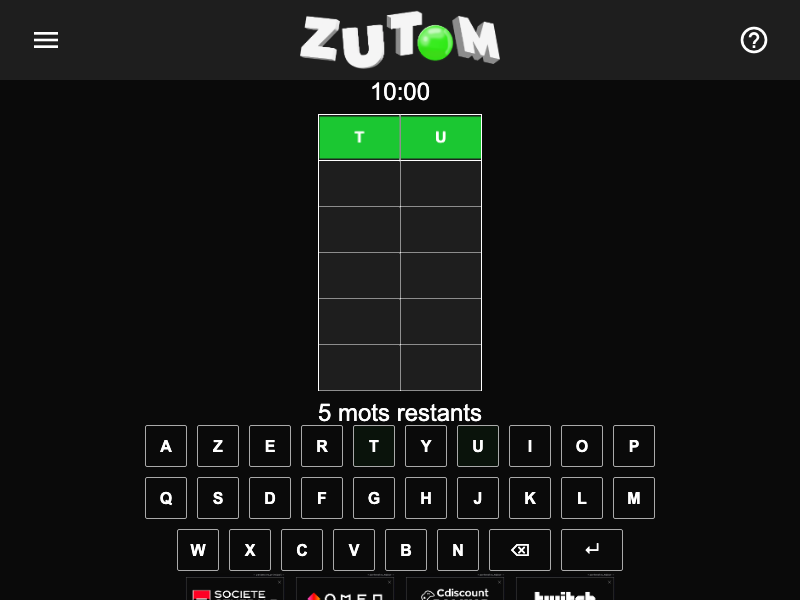 ZUTOM
10:00
T U
5 mots restants
A Z E R T Y U I O P
Q S D F G H J K L M
W X C V B N
SOCIETE OMEN Cdiscount twitch